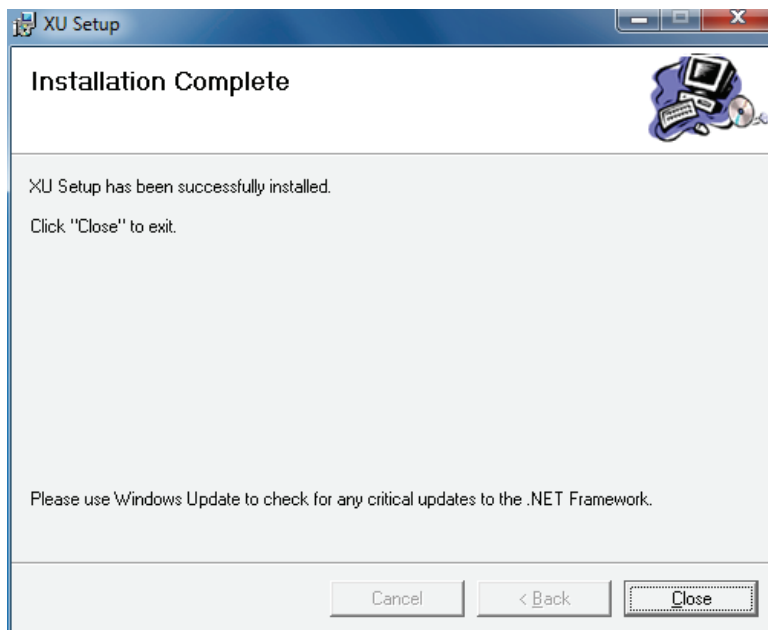 XU Setup
Installation Complete
XU Setup has been successfully installed.
Click "Close" to exit.
Please use Windows Update to check for any critical updates to the .NET Framework.
Cancel
< Back
Close